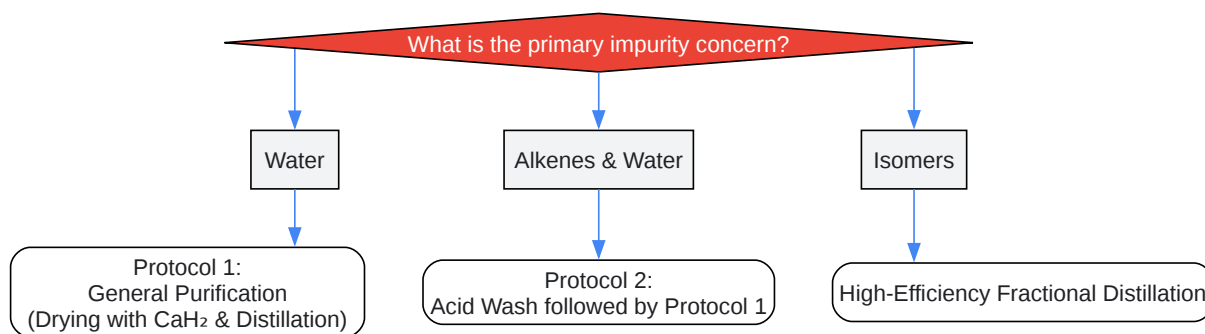 What is the primary impurity concern?
Water
Alkenes & Water
Isomers
Protocol 1:
General Purification
(Drying with CaH₂ & Distillation)
Protocol 2:
Acid Wash followed by Protocol 1
High-Efficiency Fractional Distillation